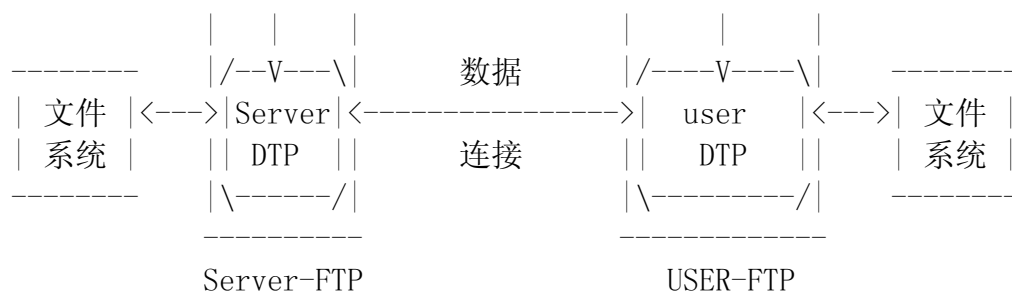 |    |    |                          |     |     |
--------    |/--V---\|      数据      |/----V----\|    --------
| 文件 |<--->|Server|<---------------->|  user   |<--->| 文件 |
| 系统 |    || DTP  ||      连接      ||  DTP  ||    | 系统 |
--------    |\------/|                |\---------/|    --------
----------                -------------
Server-FTP                USER-FTP